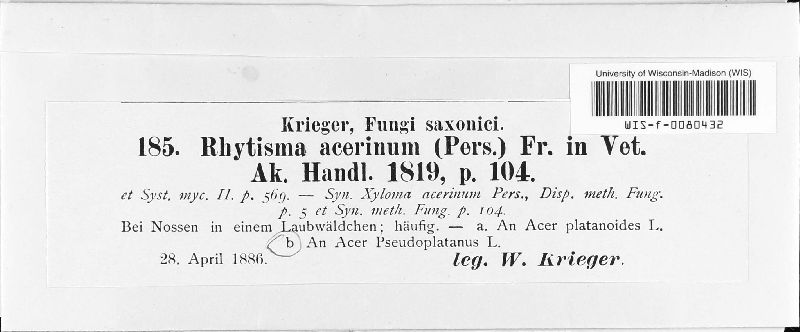 University of Wisconsin-Madison (WIS)
WIS-f-0080432
Krieger, Fungi saxonici.
185. Rhytisma acerinum (Pers.) Fr. in Vet.
Ak. Handl. 1819, p. 104.
et Syst. myc. II. p. 569. — Syn. Xyloma acerinum Pers., Disp. meth. Fung.
p. 5 et Syn. meth. Fung. p. 104.
Bei Nossen in einem Laubwäldchen; häufig. — a. An Acer platanoides L.
b An Acer Pseudoplatanus L.
28. April 1886.
leg. W. Krieger.